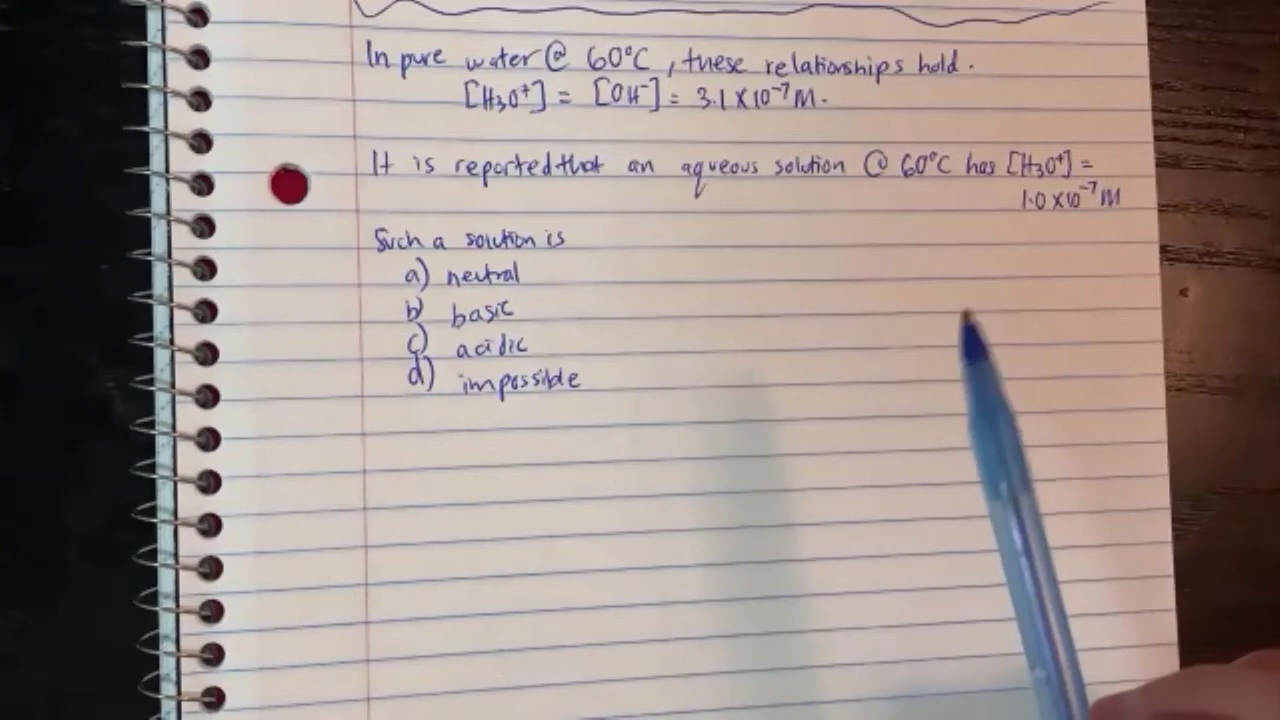 In pure water @ 60°C, these relationships hold.
[H₃O⁺] = [OH⁻] = 3.1 X 10⁻⁷ M.
It is reported that an aqueous solution @ 60°C has [H₃O⁺] =
1.0 X 10⁻⁷ M
Such a solution is
a) neutral
b) basic
c) acidic
d) impossible